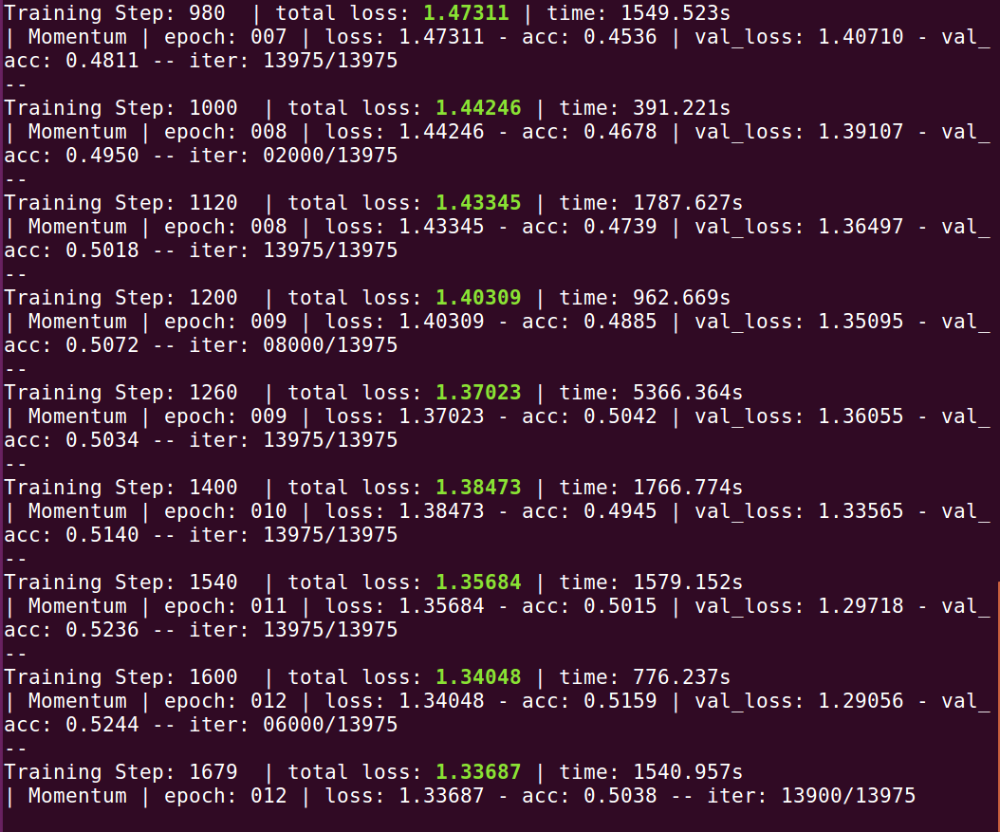 Training Step: 980  | total loss: 1.47311 | time: 1549.523s
| Momentum | epoch: 007 | loss: 1.47311 - acc: 0.4536 | val_loss: 1.40710 - val_
acc: 0.4811 -- iter: 13975/13975
--
Training Step: 1000  | total loss: 1.44246 | time: 391.221s
| Momentum | epoch: 008 | loss: 1.44246 - acc: 0.4678 | val_loss: 1.39107 - val_
acc: 0.4950 -- iter: 02000/13975
--
Training Step: 1120  | total loss: 1.43345 | time: 1787.627s
| Momentum | epoch: 008 | loss: 1.43345 - acc: 0.4739 | val_loss: 1.36497 - val_
acc: 0.5018 -- iter: 13975/13975
--
Training Step: 1200  | total loss: 1.40309 | time: 962.669s
| Momentum | epoch: 009 | loss: 1.40309 - acc: 0.4885 | val_loss: 1.35095 - val_
acc: 0.5072 -- iter: 08000/13975
--
Training Step: 1260  | total loss: 1.37023 | time: 5366.364s
| Momentum | epoch: 009 | loss: 1.37023 - acc: 0.5042 | val_loss: 1.36055 - val_
acc: 0.5034 -- iter: 13975/13975
--
Training Step: 1400  | total loss: 1.38473 | time: 1766.774s
| Momentum | epoch: 010 | loss: 1.38473 - acc: 0.4945 | val_loss: 1.33565 - val_
acc: 0.5140 -- iter: 13975/13975
--
Training Step: 1540  | total loss: 1.35684 | time: 1579.152s
| Momentum | epoch: 011 | loss: 1.35684 - acc: 0.5015 | val_loss: 1.29718 - val_
acc: 0.5236 -- iter: 13975/13975
--
Training Step: 1600  | total loss: 1.34048 | time: 776.237s
| Momentum | epoch: 012 | loss: 1.34048 - acc: 0.5159 | val_loss: 1.29056 - val_
acc: 0.5244 -- iter: 06000/13975
--
Training Step: 1679  | total loss: 1.33687 | time: 1540.957s
| Momentum | epoch: 012 | loss: 1.33687 - acc: 0.5038 -- iter: 13900/13975